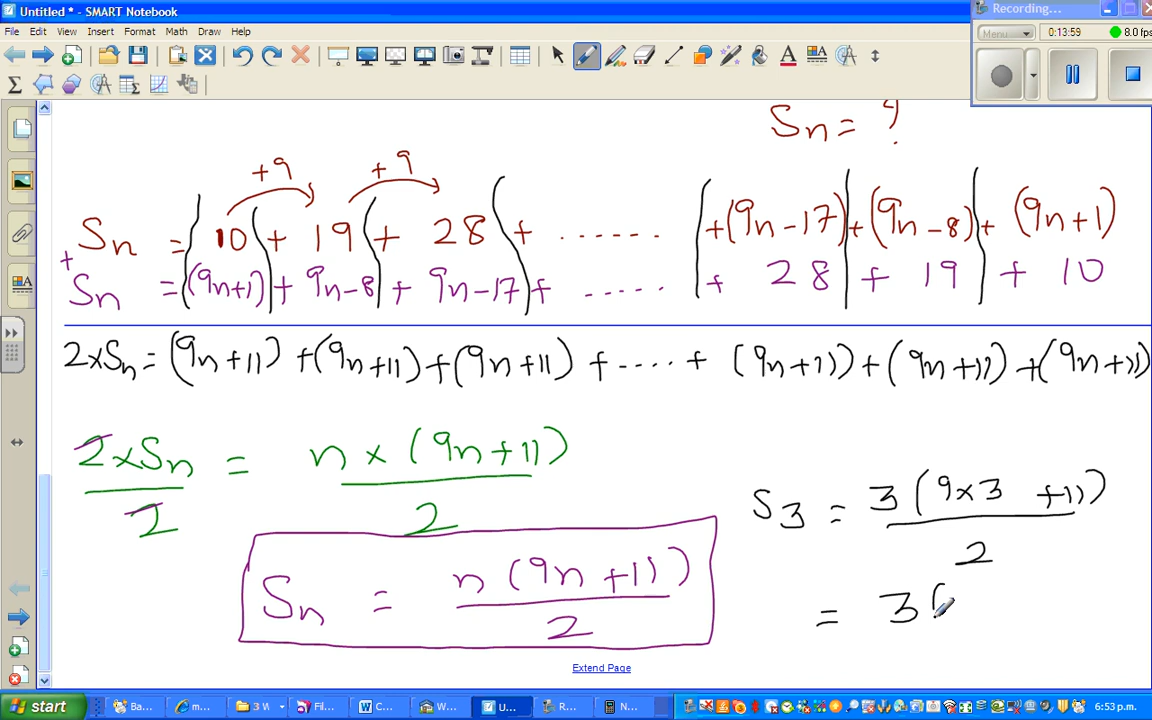 Untitled * - SMART Notebook
Recording...
File Edit View Insert Format Math Draw Help
Menu 0:13:59 8.0 fps
Sn = ?
+9 +9
Sn = 10 + 19 + 28 + ...... +(9n-17)+(9n-8)+ (9n+1)
+
Sn =(9n+1)+ 9n-8 + 9n-17 + ...... + 28 + 19 + 10
2×Sn=(9n+11) +(9n+11)+(9n+11) + ..... + (9n+11)+(9n+11)+(9n+11)
2×Sn = n × (9n+11)
2 2
S3 = 3(9×3 +11)
2
Sn = n (9n+11)
2
= 3(
Extend Page
start Ba... m... 3 W Fil... C... W... U... R... N... 6:53 p.m.